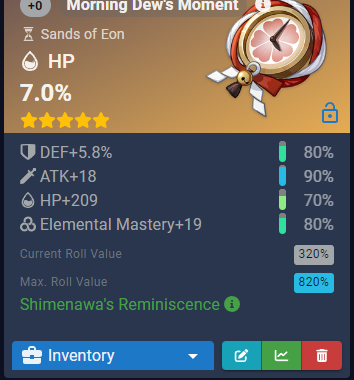 +0 Morning Dew's Moment
Sands of Eon
HP
7.0%
DEF+5.8% 80%
ATK+18 90%
HP+209 70%
Elemental Mastery+19 80%
Current Roll Value 320%
Max. Roll Value 820%
Shimenawa's Reminiscence
Inventory